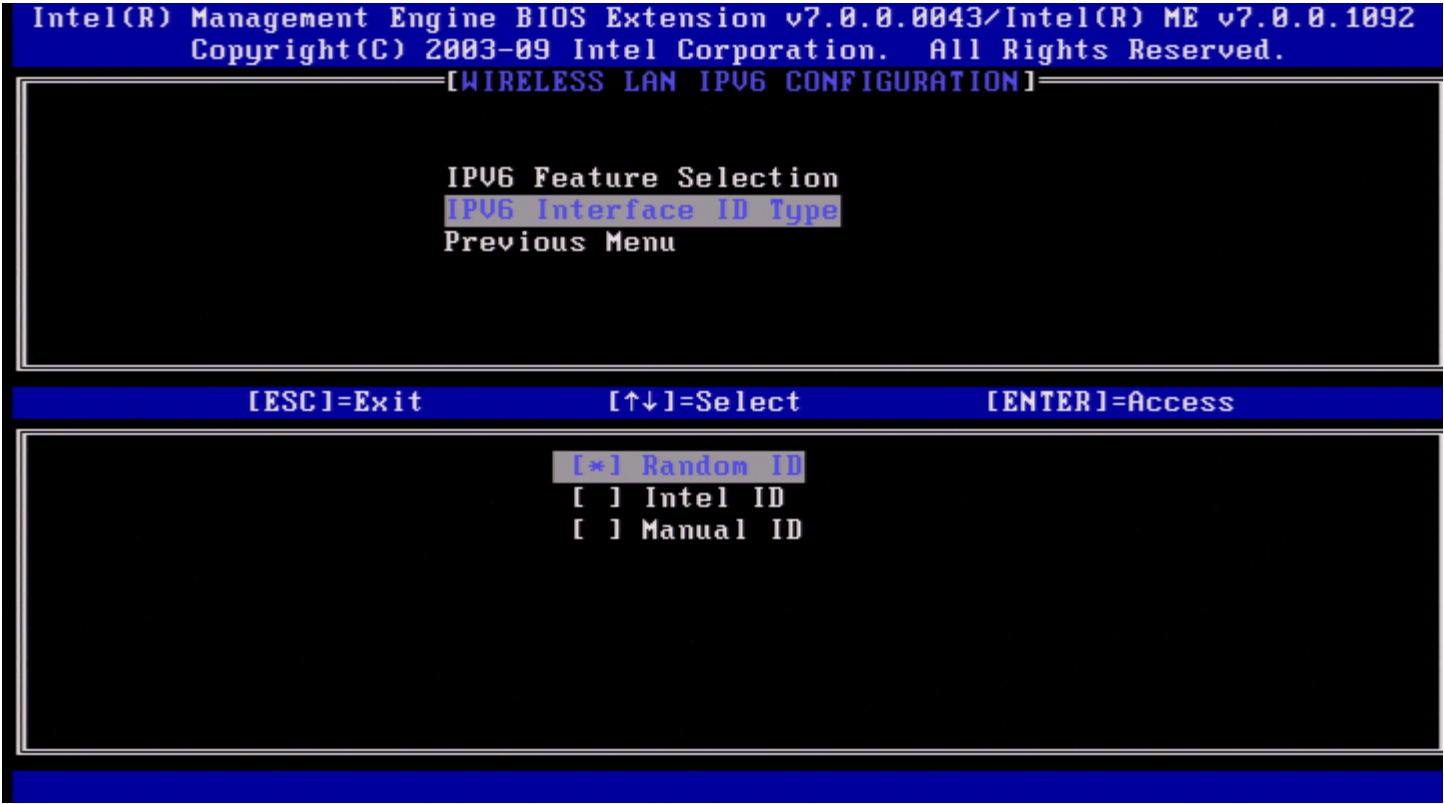 Intel(R) Management Engine BIOS Extension v7.0.0.0043/Intel(R) ME v7.0.0.1092
Copyright(C) 2003-09 Intel Corporation. All Rights Reserved.
[WIRELESS LAN IPV6 CONFIGURATION]
IPV6 Feature Selection
IPV6 Interface ID Type
Previous Menu
[ESC]=Exit [↑↓]=Select [ENTER]=Access
[*] Random ID
[ ] Intel ID
[ ] Manual ID